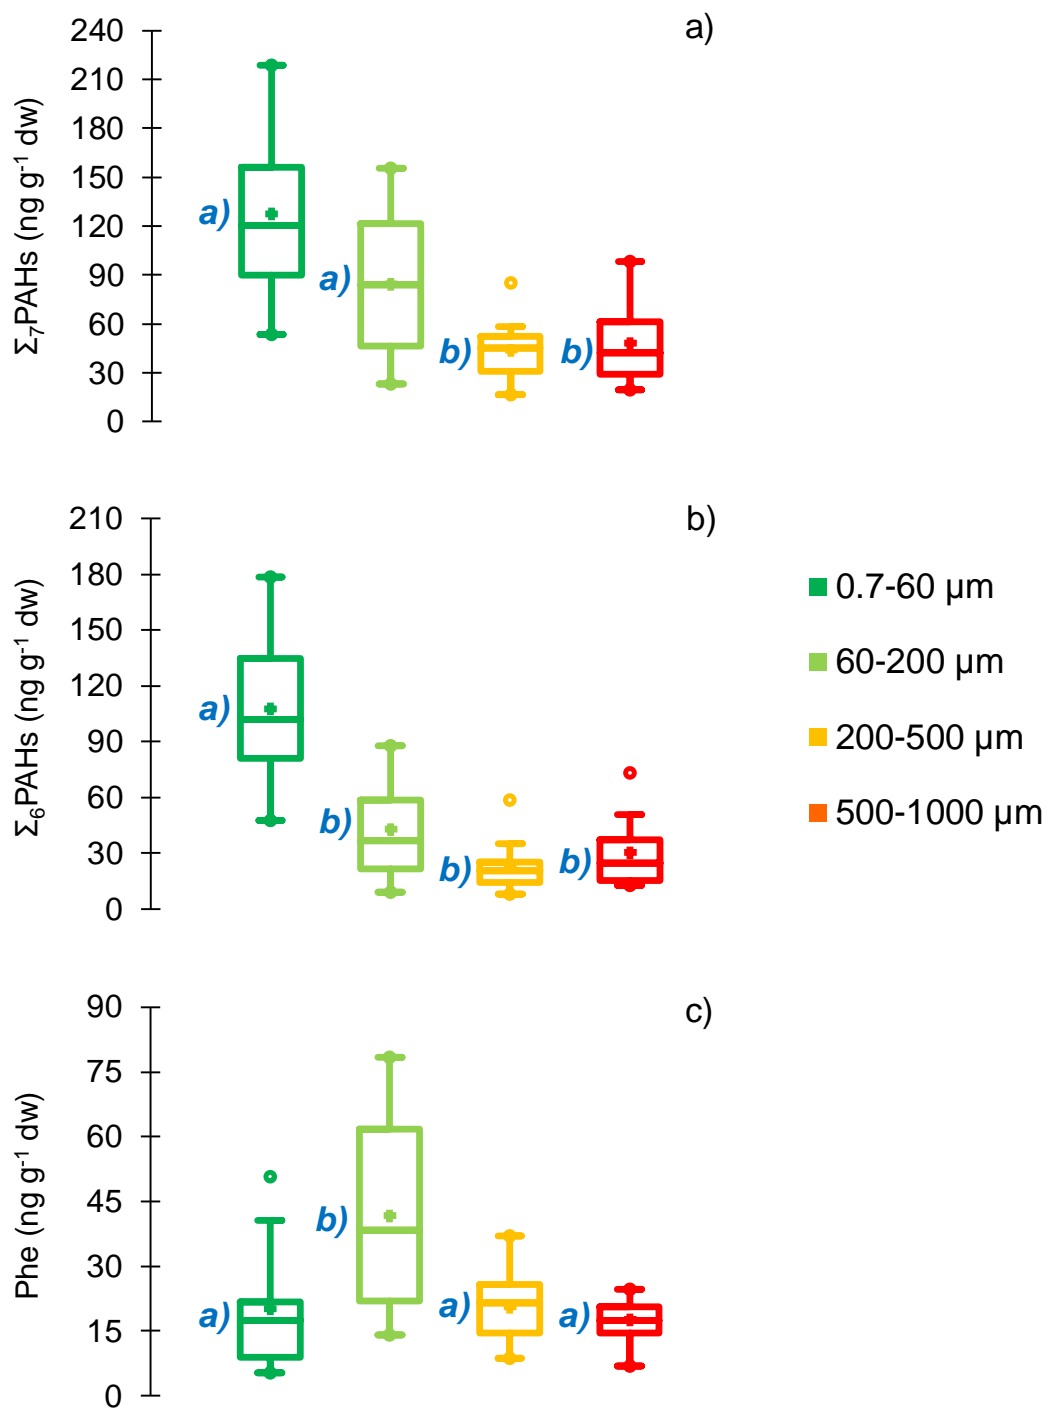 a)
Σ₇PAHs (ng g⁻¹ dw)
240
210
180
150
120
90
60
30
0
a)
a)
b)
b)
b)
Σ₆PAHs (ng g⁻¹ dw)
210
180
150
120
90
60
30
0
a)
b)
b)
b)
0.7-60 µm
60-200 µm
200-500 µm
500-1000 µm
c)
Phe (ng g⁻¹ dw)
90
75
60
45
30
15
0
a)
b)
a)
a)